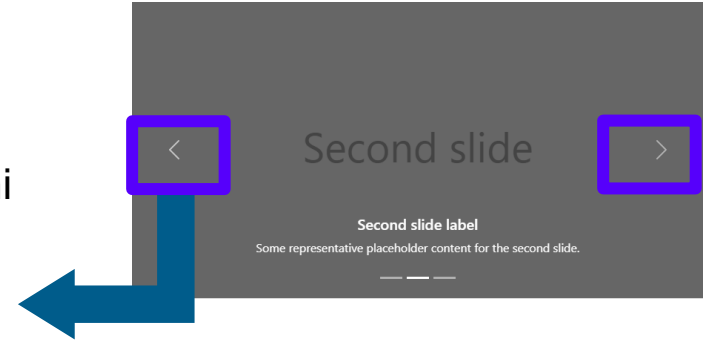 Second slide
i
Second slide label
Some representative placeholder content for the second slide.